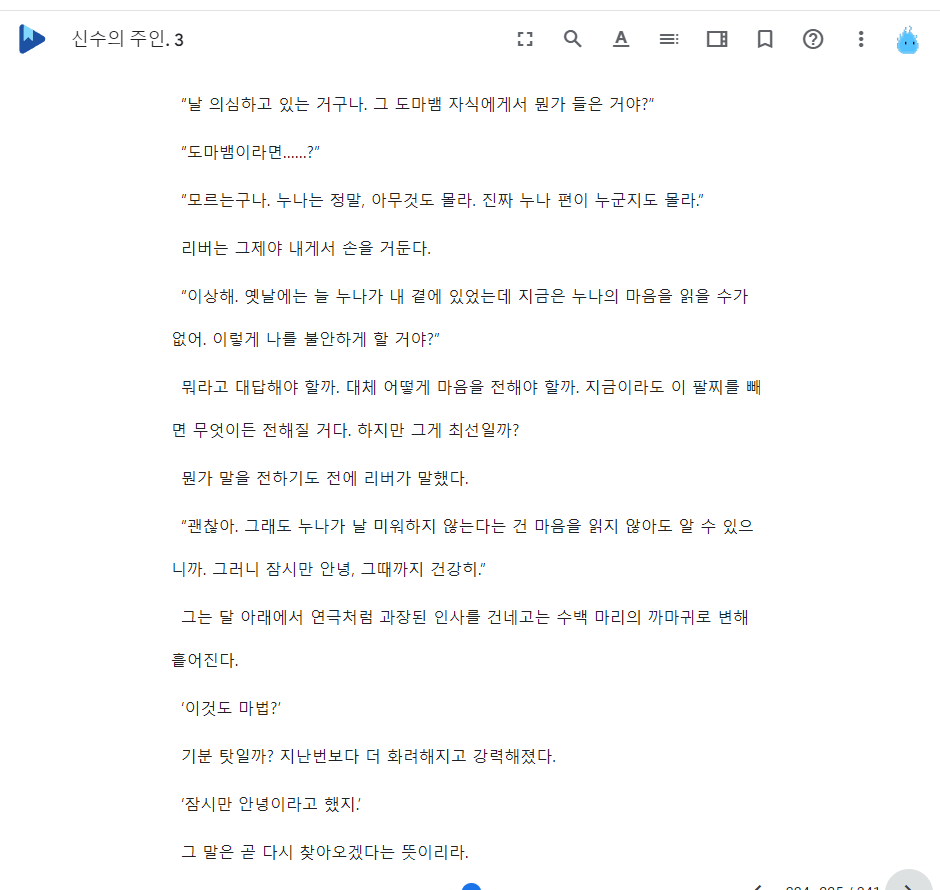 신수의 주인. 3
“날 의심하고 있는 거구나. 그 도마뱀 자식에게서 뭔가 들은 거야?”
“도마뱀이라면……?”
“모르는구나. 누나는 정말, 아무것도 몰라. 진짜 누나 편이 누군지도 몰라.”
리버는 그제야 내게서 손을 거둔다.
“이상해. 옛날에는 늘 누나가 내 곁에 있었는데 지금은 누나의 마음을 읽을 수가
없어. 이렇게 나를 불안하게 할 거야?”
뭐라고 대답해야 할까. 대체 어떻게 마음을 전해야 할까. 지금이라도 이 팔찌를 빼
면 무엇이든 전해질 거다. 하지만 그게 최선일까?
뭔가 말을 전하기도 전에 리버가 말했다.
“괜찮아. 그래도 누나가 날 미워하지 않는다는 건 마음을 읽지 않아도 알 수 있으
니까. 그러니 잠시만 안녕, 그때까지 건강히.”
그는 달 아래에서 연극처럼 과장된 인사를 건네고는 수백 마리의 까마귀로 변해
흩어진다.
‘이것도 마법?’
기분 탓일까? 지난번보다 더 화려해지고 강력해졌다.
‘잠시만 안녕이라고 했지.’
그 말은 곧 다시 찾아오겠다는 뜻이리라.